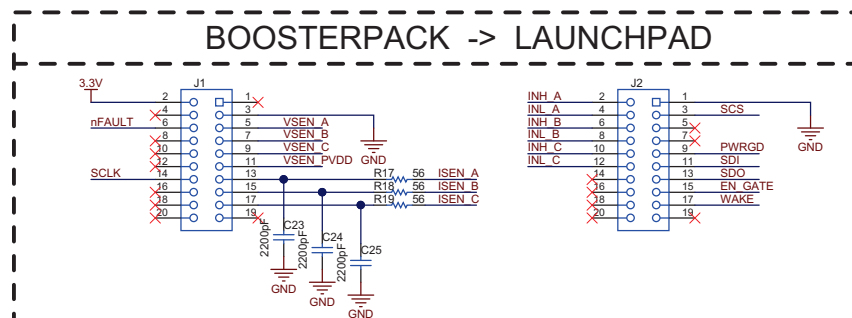 BOOSTERPACK -> LAUNCHPAD
J1
J2
3.3V
2 1
4 3
nFAULT 6 5 VSEN_A
8 7 VSEN_B
10 9 VSEN_C
12 11 VSEN_PVDD
SCLK 14 13 R17 56 ISEN_A
16 15 R18 56 ISEN_B
18 17 R19 56 ISEN_C
20 19
GND
C23
2200pF
C24
2200pF
C25
2200pF
GND
GND
GND
INH_A 2 1
INL_A 4 3 SCS
INH_B 6 5
INL_B 8 7
INH_C 10 9 PWRGD
INL_C 12 11 SDI
14 13 SDO
16 15 EN_GATE
18 17 WAKE
20 19
GND